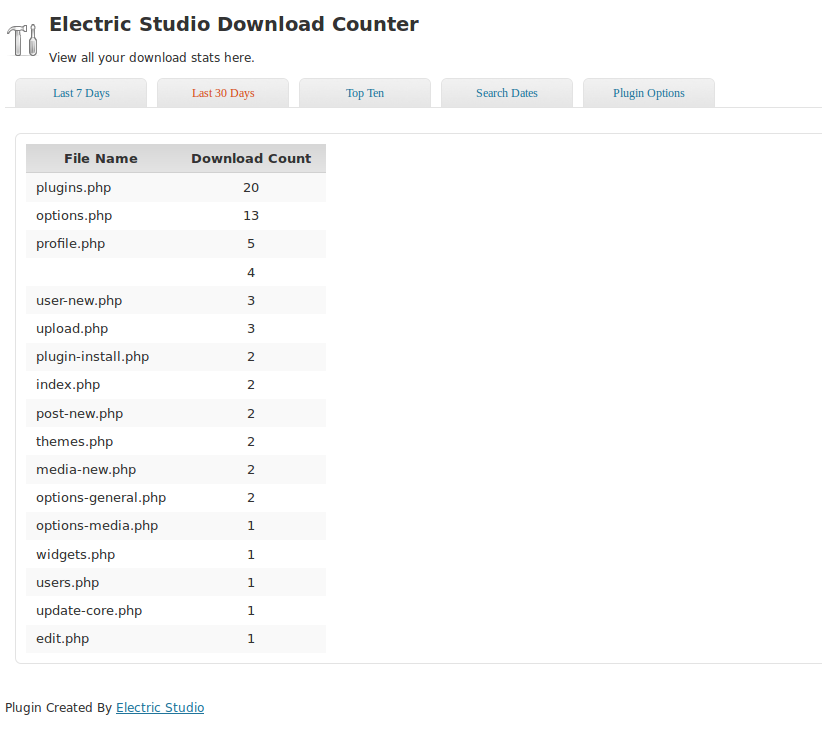 Electric Studio Download Counter
View all your download stats here.
Last 7 Days Last 30 Days Top Ten Search Dates Plugin Options
File Name Download Count
plugins.php 20
options.php 13
profile.php 5
4
user-new.php 3
upload.php 3
plugin-install.php 2
index.php 2
post-new.php 2
themes.php 2
media-new.php 2
options-general.php 2
options-media.php 1
widgets.php 1
users.php 1
update-core.php 1
edit.php 1
Plugin Created By Electric Studio